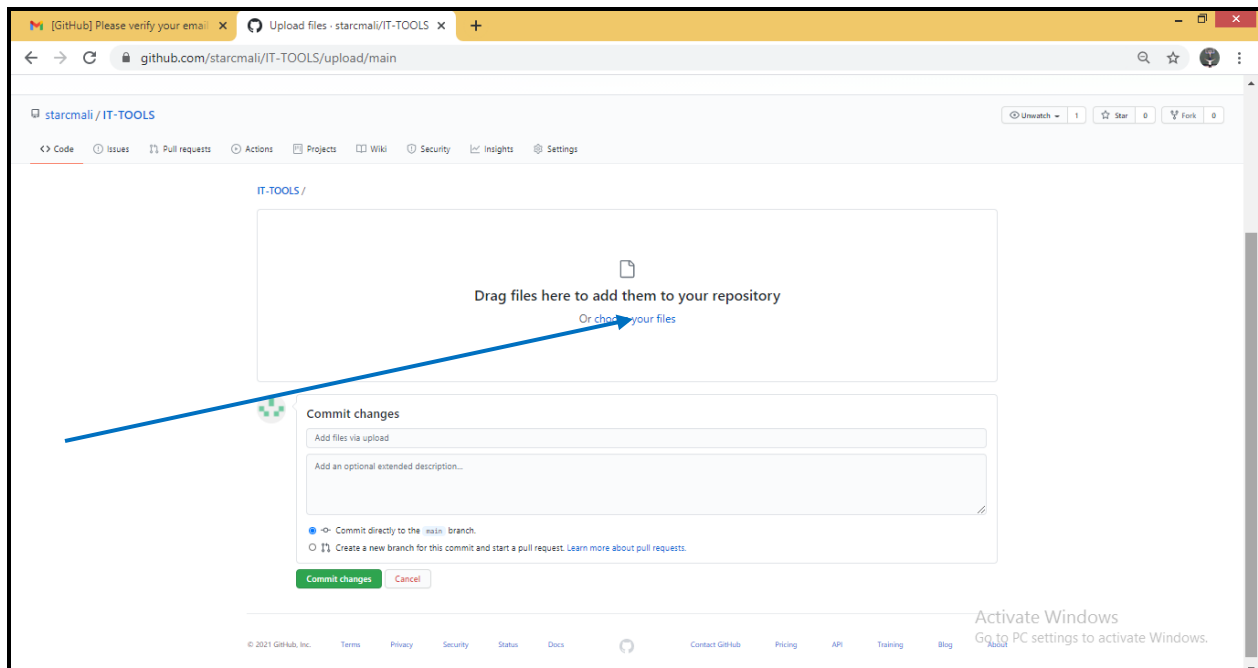 [GitHub] Please verify your email
Upload files · starcmali/IT-TOOLS
github.com/starcmali/IT-TOOLS/upload/main
starcmali / IT-TOOLS
Unwatch 1 Star 0 Fork 0
Code Issues Pull requests Actions Projects Wiki Security Insights Settings
IT-TOOLS /
Drag files here to add them to your repository
Or your files
Commit changes
Add files via upload
Add an optional extended description...
Commit directly to the main branch.
Create a new branch for this commit and start a pull request. Learn more about pull requests.
Commit changes Cancel
Activate Windows
Go to PC settings to activate Windows.
© 2021 GitHub, Inc. Terms Privacy Security Status Docs Contact GitHub Pricing API Training Blog About